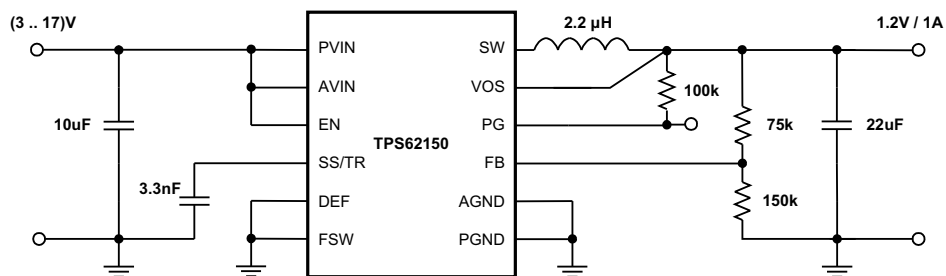 (3 .. 17)V
2.2 µH
1.2V / 1A
PVIN
SW
AVIN
VOS
100k
10uF
EN
PG
75k
22uF
TPS62150
SS/TR
FB
3.3nF
DEF
AGND
150k
FSW
PGND